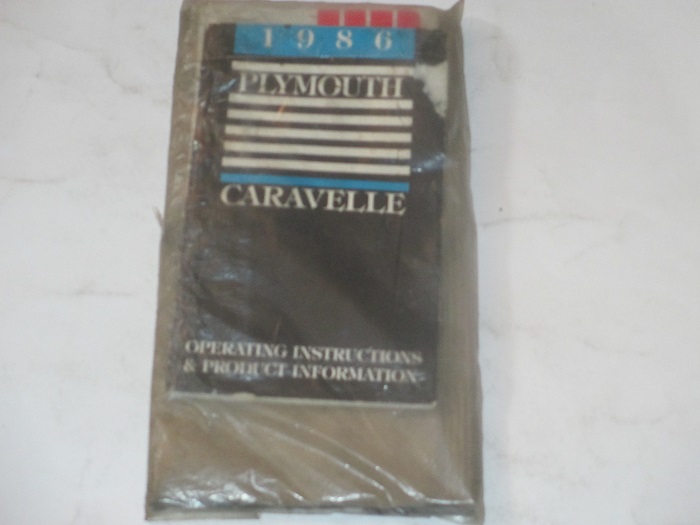 1986
PLYMOUTH
CARAVELLE
OPERATING INSTRUCTIONS
& PRODUCT INFORMATION